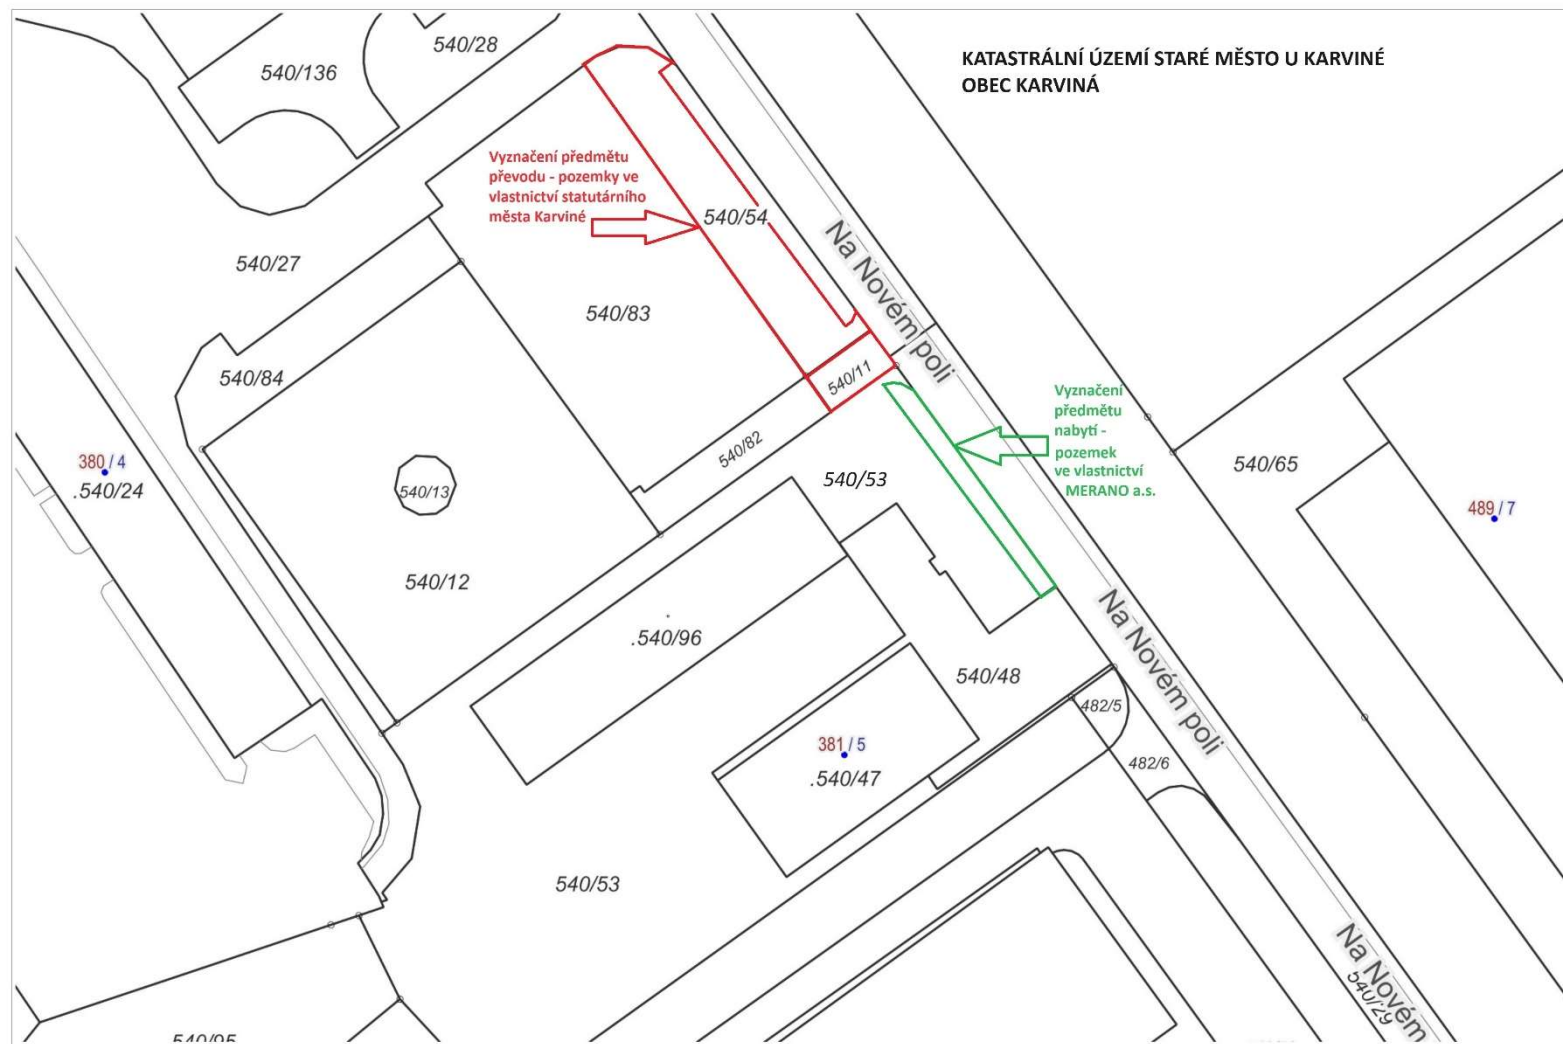 KATASTRÁLNÍ ÚZEMÍ STARÉ MĚSTO U KARVINÉ
OBEC KARVINÁ
540/28
540/136
Vyznačení předmětu
převodu - pozemky ve
vlastnictví statutárního
města Karviné
540/54
540/27
Na Novém poli
540/83
540/84
540/11
Vyznačení
předmětu
nabytí -
pozemek
ve vlastnictví
MERANO a.s.
540/82
380 / 4
.540/24
540/13
540/53
540/65
489 / 7
540/12
.540/96
Na Novém poli
540/48
482/5
381 / 5
.540/47
482/6
540/53
Na Novém
540/29
540/95